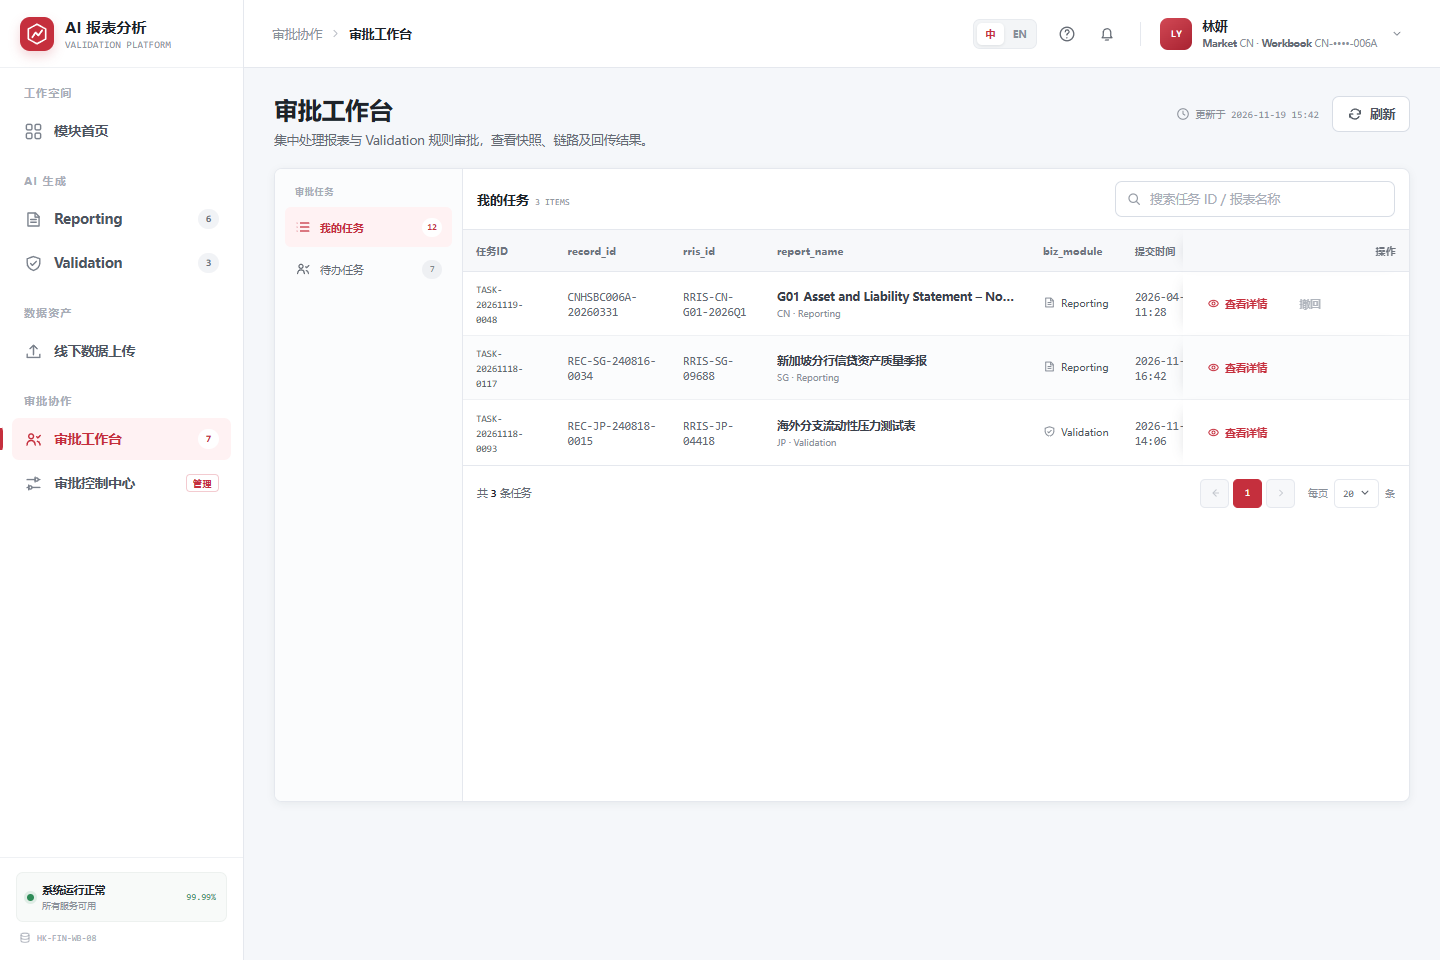 AI 报表分析
VALIDATION PLATFORM
工作空间
模块首页
AI 生成
Reporting 6
Validation 3
数据资产
线下数据上传
审批协作
审批工作台 7
审批控制中心 管理
系统运行正常
所有服务可用
99.99%
HK-FIN-WB-08
审批协作 > 审批工作台
中 EN
LY
林妍
Market CN · Workbook CN-••••-006A
审批工作台
集中处理报表与 Validation 规则审批，查看快照、链路及回传结果。
更新于 2026-11-19 15:42
刷新
审批任务
我的任务 12
待办任务 7
我的任务 3 ITEMS
搜索任务 ID / 报表名称
任务ID record_id rris_id report_name biz_module 提交时间 操作
TASK-
20261119-
0048
CNHSBC006A-
20260331
RRIS-CN-
G01-2026Q1
G01 Asset and Liability Statement – No...
CN · Reporting
Reporting
2026-04-
11:28
查看详情 撤回
TASK-
20261118-
0117
REC-SG-240816-
0034
RRIS-SG-
09688
新加坡分行信贷资产质量季报
SG · Reporting
Reporting
2026-11-
16:42
查看详情
TASK-
20261118-
0093
REC-JP-240818-
0015
RRIS-JP-
04418
海外分支流动性压力测试表
JP · Validation
Validation
2026-11-
14:06
查看详情
共 3 条任务
1
每页 20 条